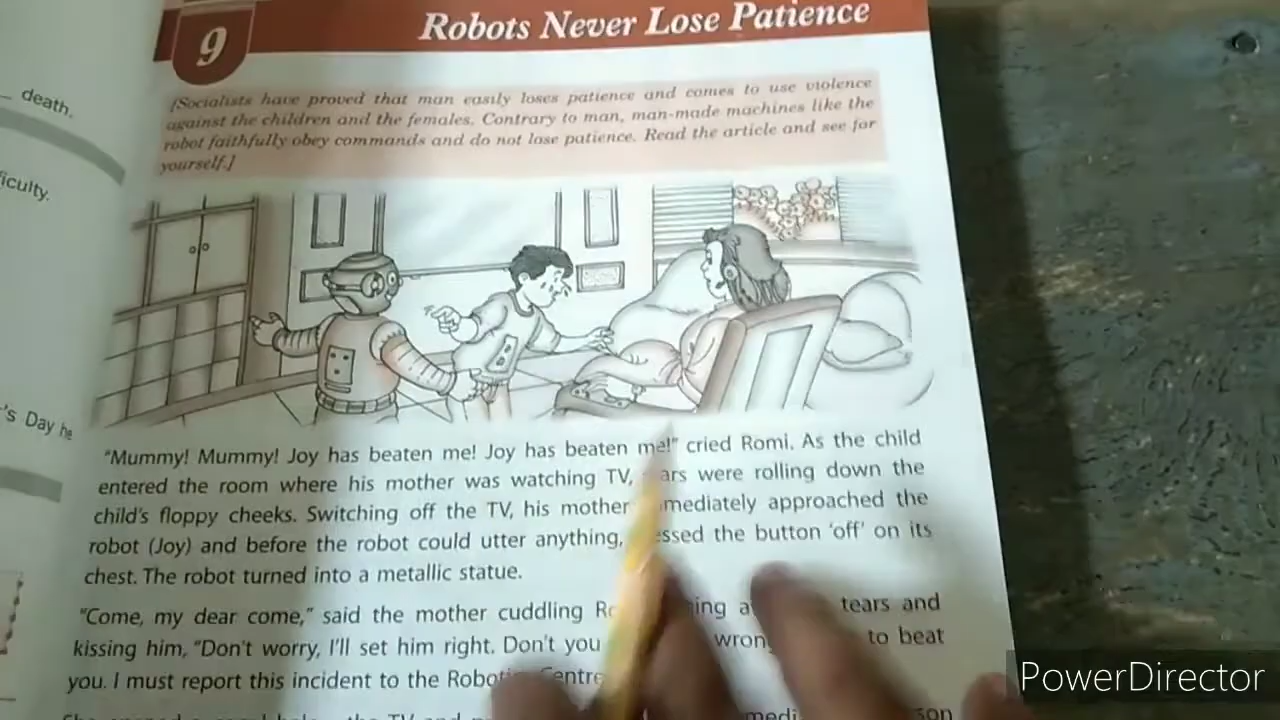 9
Robots Never Lose Patience
[Socialists have proved that man easily loses patience and comes to use violence
against the children and the females. Contrary to man, man-made machines like the
robot faithfully obey commands and do not lose patience. Read the article and see for
yourself.]
death.
ficulty.
's Day he
"Mummy! Mummy! Joy has beaten me! Joy has beaten me!" cried Romi. As the child
entered the room where his mother was watching TV, ars were rolling down the
child's floppy cheeks. Switching off the TV, his mother mediately approached the
robot (Joy) and before the robot could utter anything, essed the button 'off' on its
chest. The robot turned into a metallic statue.
"Come, my dear come," said the mother cuddling tears and
kissing him, "Don't worry, I'll set him right. Don't you wrong to beat
you. I must report this incident to the Centre
PowerDirector